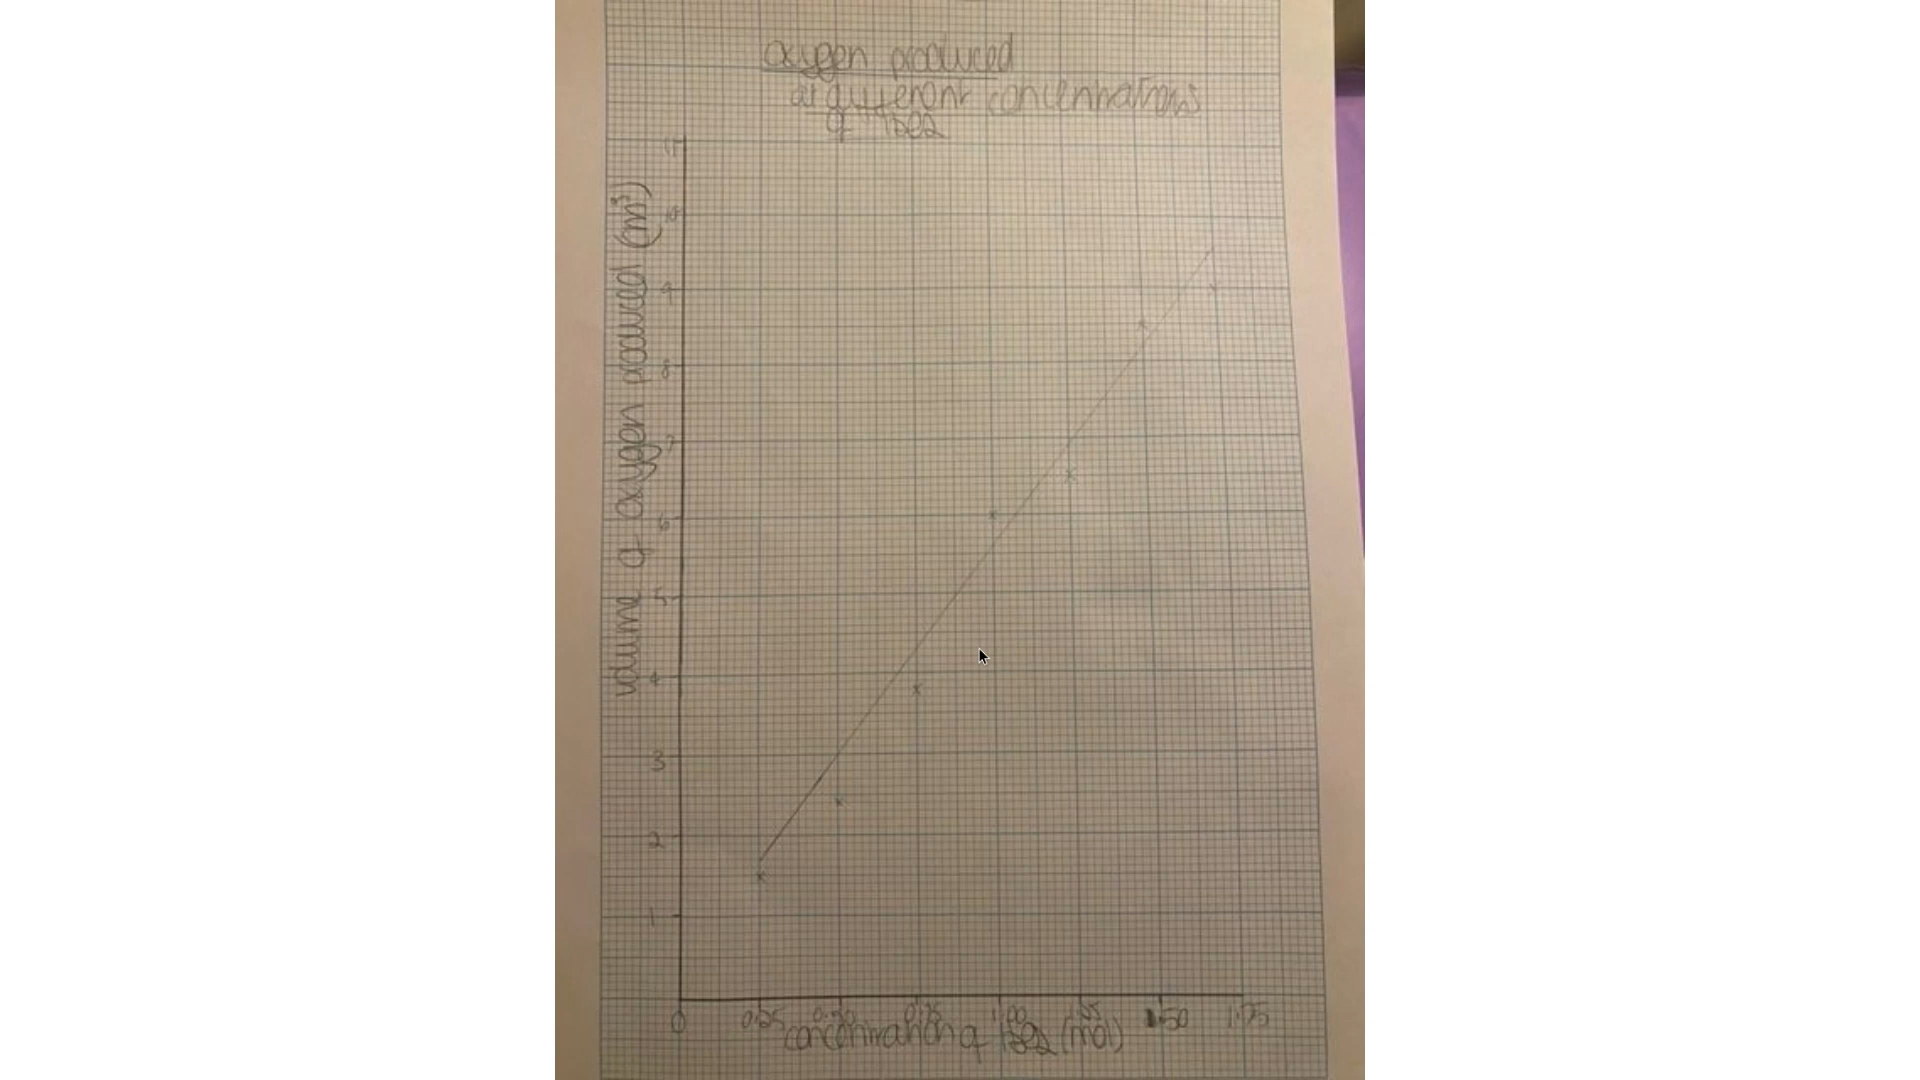 oxygen produced
at different concentrations
of H2O2
volume of oxygen produced (m³)
11
10
9
8
7
6
5
4
3
2
1
0 0.25 0.50 0.75 1.00 1.25 1.50 1.75
concentration of H2O2 (mol)